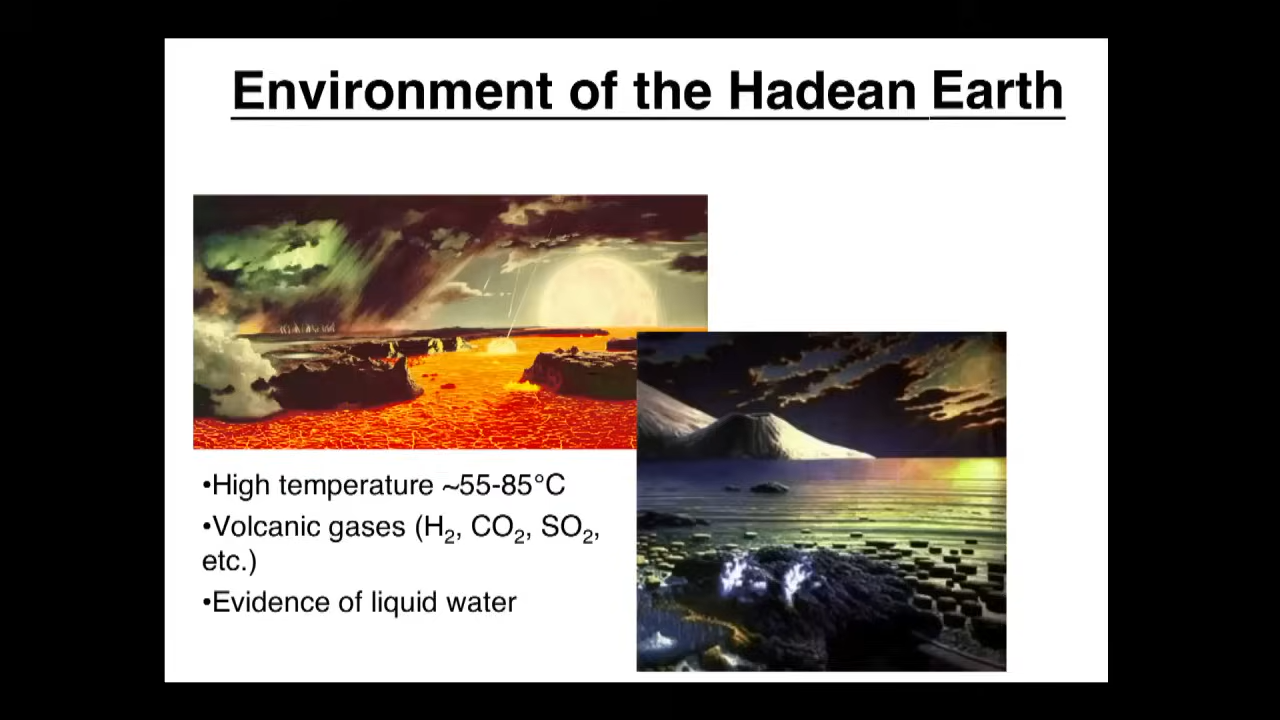 Environment of the Hadean Earth
•High temperature ~55-85°C
•Volcanic gases (H₂, CO₂, SO₂,
etc.)
•Evidence of liquid water